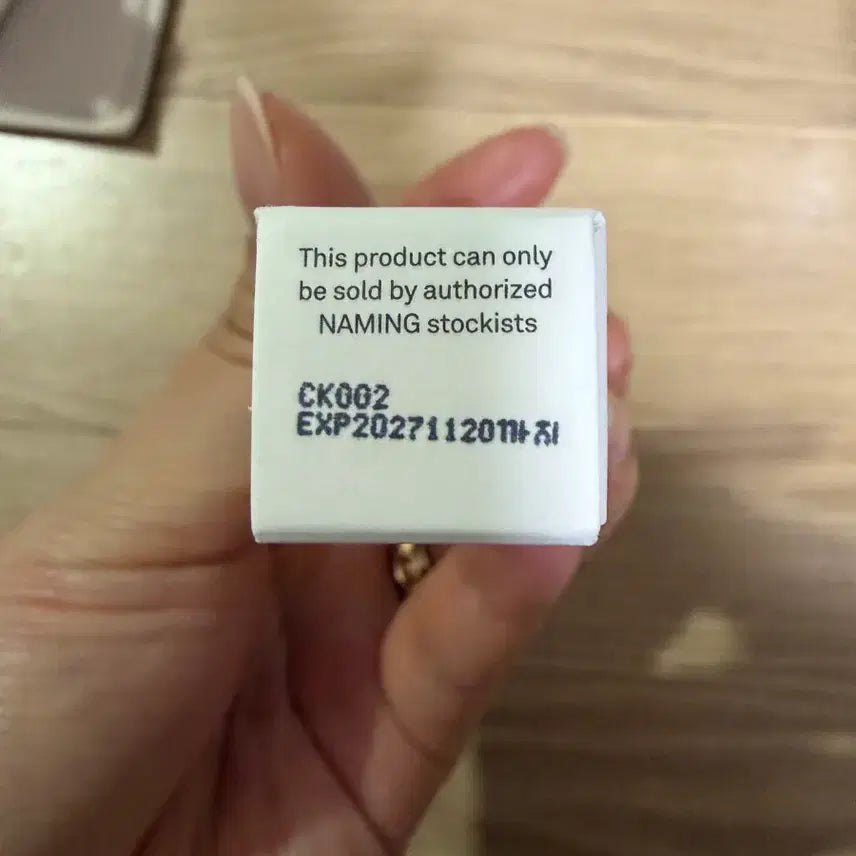 This product can only
be sold by authorized
NAMING stockists
CK002
EXP20271120까지